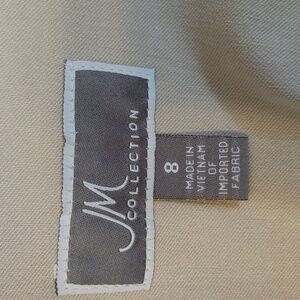 JM
COLLECTION
8
MADE IN
VIETNAM
OF
IMPORTED
FABRIC